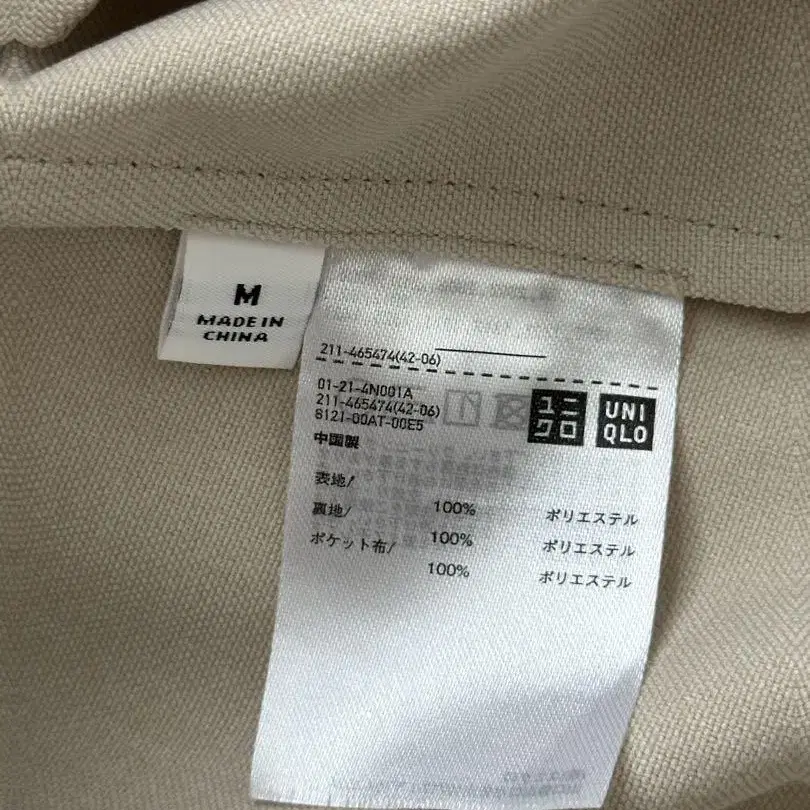 M
MADE IN
CHINA
211-465474(42-06)
01-21-4N001A
211-465474(42-06)
8121-00AT-00E5
ユニ
クロ
UNI
QLO
中国製
表地/
100% ポリエステル
裏地/
100% ポリエステル
ポケット布/
100% ポリエステル